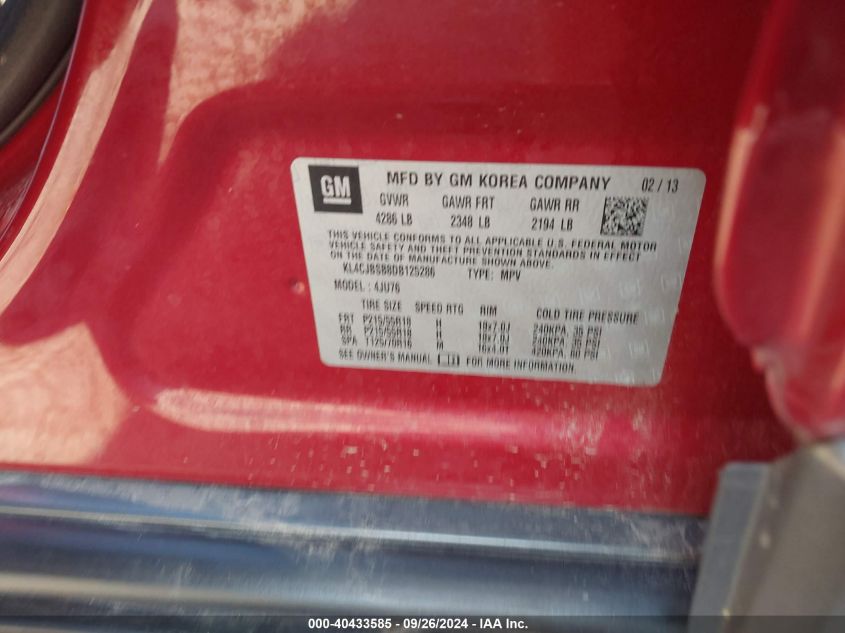 GM
MFD BY GM KOREA COMPANY 02/13
GVWR GAWR FRT GAWR RR
4286 LB 2348 LB 2194 LB
THIS VEHICLE CONFORMS TO ALL APPLICABLE U.S. FEDERAL MOTOR
VEHICLE SAFETY AND THEFT PREVENTION STANDARDS IN EFFECT
ON THE DATE OF MANUFACTURE SHOWN ABOVE.
KL4CJBSB8DB125286 TYPE: MPV
MODEL: 4JU76
TIRE SIZE SPEED RTG RIM COLD TIRE PRESSURE
FRT P215/55R18 H 18x7.0J 240KPA, 35 PSI
RR P215/55R18 H 18x7.0J 240KPA, 35 PSI
SPA T125/70R16 M 16x4.0T 420KPA, 60 PSI
SEE OWNER'S MANUAL FOR MORE INFORMATION.
000-40433585 - 09/26/2024 - IAA Inc.